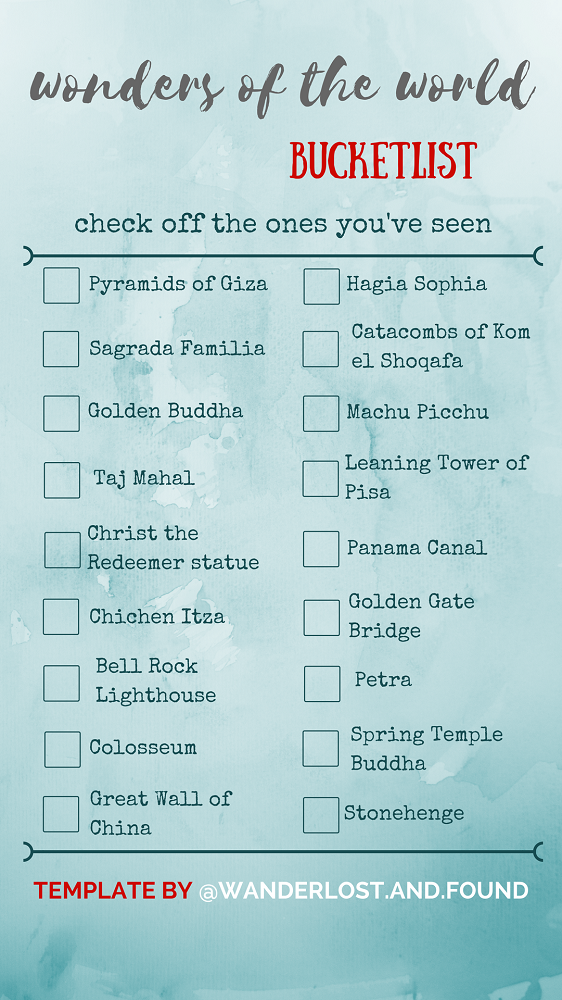 wonders of the world
BUCKETLIST
check off the ones you've seen
Pyramids of Giza
Sagrada Familia
Golden Buddha
Taj Mahal
Christ the
Redeemer statue
Chichen Itza
Bell Rock
Lighthouse
Colosseum
Great Wall of
China
Hagia Sophia
Catacombs of Kom
el Shoqafa
Machu Picchu
Leaning Tower of
Pisa
Panama Canal
Golden Gate
Bridge
Petra
Spring Temple
Buddha
Stonehenge
TEMPLATE BY @WANDERLOST.AND.FOUND